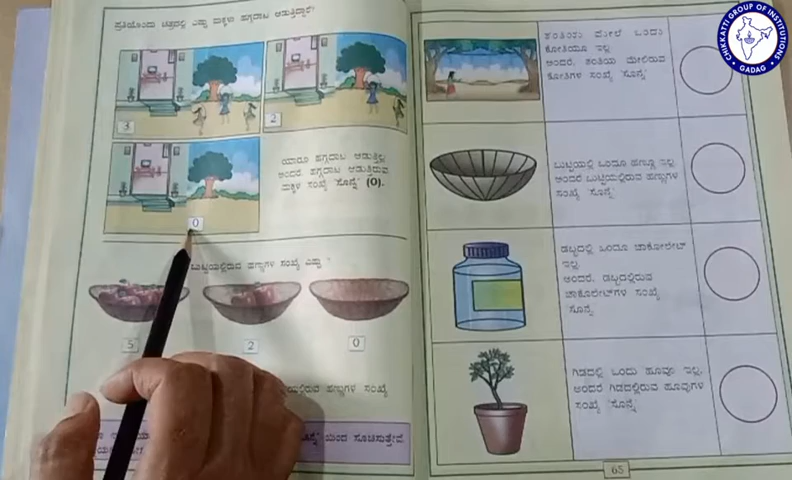 ಪ್ರತಿಯೊಂದು ಚಿತ್ರದಲ್ಲಿ ಎಷ್ಟು ಮಕ್ಕಳು ಹಗ್ಗದಾಟ ಆಡುತ್ತಿದ್ದಾರೆ?
3
2
ಯಾರೂ ಹಗ್ಗದಾಟ ಆಡುತ್ತಿಲ್ಲ
ಅಂದರೆ ಹಗ್ಗದಾಟ ಆಡುತ್ತಿರುವ
ಮಕ್ಕಳ ಸಂಖ್ಯೆ 'ಸೊನ್ನೆ' (0).
0
ಬುಟ್ಟಿಯಲ್ಲಿರುವ ಹಣ್ಣುಗಳ ಸಂಖ್ಯೆ ಎಷ್ಟು ?
5
2
0
ಹಣ್ಣುಗಳ ಸಂಖ್ಯೆ
ಯಿಂದ ಸೂಚಿಸುತ್ತೇವೆ.
ತಂತಿಯ ಮೇಲೆ ಒಂದೂ
ಕೋತಿಯೂ ಇಲ್ಲ
ಅಂದರೆ, ತಂತಿಯ ಮೇಲಿರುವ
ಕೋತಿಗಳ ಸಂಖ್ಯೆ 'ಸೊನ್ನೆ'
ಬುಟ್ಟಿಯಲ್ಲಿ ಒಂದೂ ಹಣ್ಣೂ ಇಲ್ಲ
ಅಂದರೆ ಬುಟ್ಟಿಯಲ್ಲಿರುವ ಹಣ್ಣುಗಳ
ಸಂಖ್ಯೆ 'ಸೊನ್ನೆ'
ಡಬ್ಬದಲ್ಲಿ ಒಂದೂ ಚಾಕೋಲೇಟ್
ಇಲ್ಲ
ಅಂದರೆ, ಡಬ್ಬದಲ್ಲಿರುವ
ಚಾಕೋಲೇಟ್‌ಗಳ ಸಂಖ್ಯೆ
'ಸೊನ್ನೆ'
ಗಿಡದಲ್ಲಿ ಒಂದು ಹೂವೂ ಇಲ್ಲ,
ಅಂದರೆ ಗಿಡದಲ್ಲಿರುವ ಹೂವುಗಳ
ಸಂಖ್ಯೆ 'ಸೊನ್ನೆ'
65
CHIKKATTI GROUP OF INSTITUTIONS
GADAG